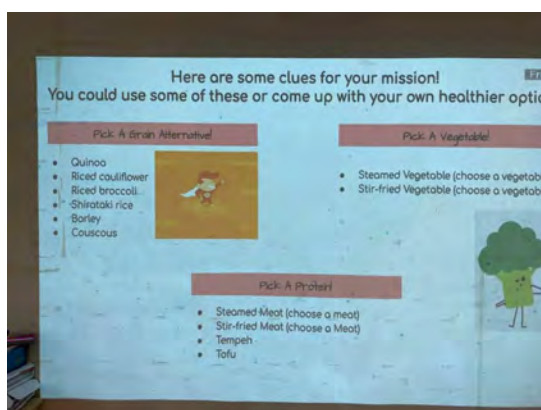 Here are some clues for your mission!
You could use some of these or come up with your own healthier optio
Pick A Grain Alternative!
Quinoa
Riced cauliflower
Riced broccoli
Shirataki rice
Barley
Couscous
Pick A Vegetable!
Steamed Vegetable (choose a vegetab
Stir-fried Vegetable (choose a vegetab
Pick A Protein!
Steamed Meat (choose a meat)
Stir-fried Meat (choose a Meat)
Tempeh
Tofu